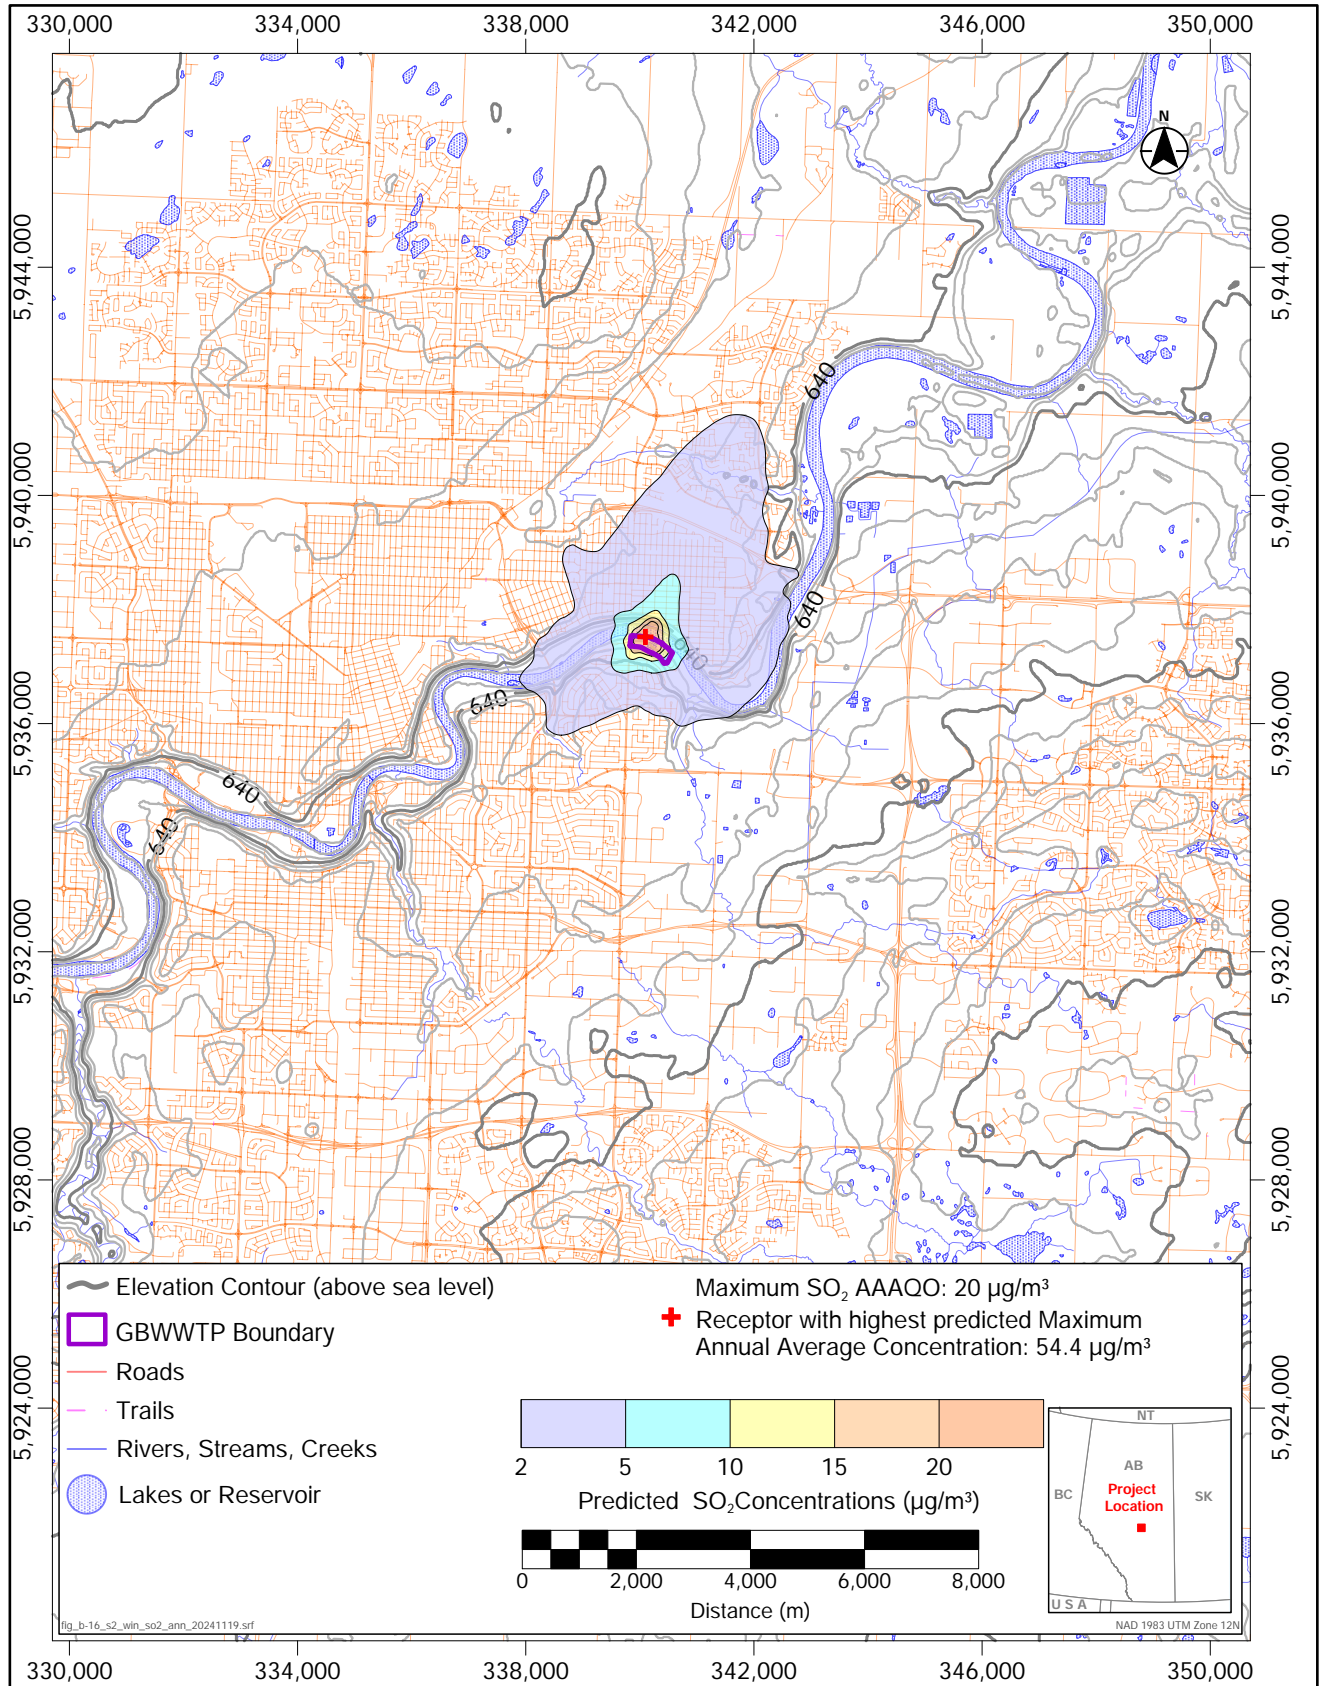 330,000
334,000
338,000
342,000
346,000
350,000
N
5,944,000
5,944,000
640
5,940,000
5,940,000
640
640
640
5,936,000
5,936,000
640
640
5,932,000
5,932,000
5,928,000
5,928,000
Elevation Contour (above sea level)
GBWWTP Boundary
Roads
Trails
Rivers, Streams, Creeks
Lakes or Reservoir
Maximum SO₂ AAAQO: 20 µg/m³
Receptor with highest predicted Maximum
Annual Average Concentration: 54.4 µg/m³
5,924,000
5,924,000
2 5 10 15 20
Predicted SO₂Concentrations (µg/m³)
0 2,000 4,000 6,000 8,000
Distance (m)
NT
AB
BC
SK
Project
Location
USA
fig_b-16_s2_win_so2_ann_20241119.srf
NAD 1983 UTM Zone 12N
330,000
334,000
338,000
342,000
346,000
350,000